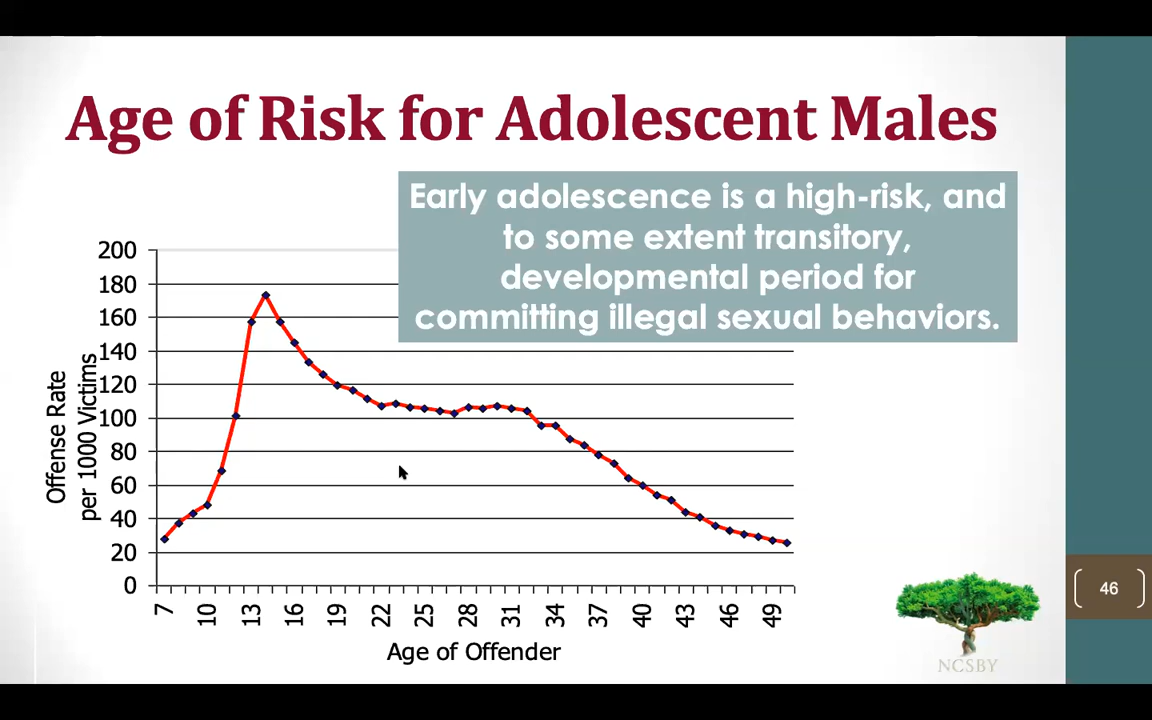 Age of Risk for Adolescent Males
Early adolescence is a high-risk, and
to some extent transitory,
developmental period for
committing illegal sexual behaviors.
200
180
160
140
120
100
80
60
40
20
0
Offense Rate
per 1000 Victims
7 10 13 16 19 22 25 28 31 34 37 40 43 46 49
Age of Offender
46
NCSBY